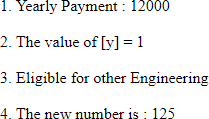 1. Yearly Payment : 12000
2. The value of [y] = 1
3. Eligible for other Engineering
4. The new number is : 125